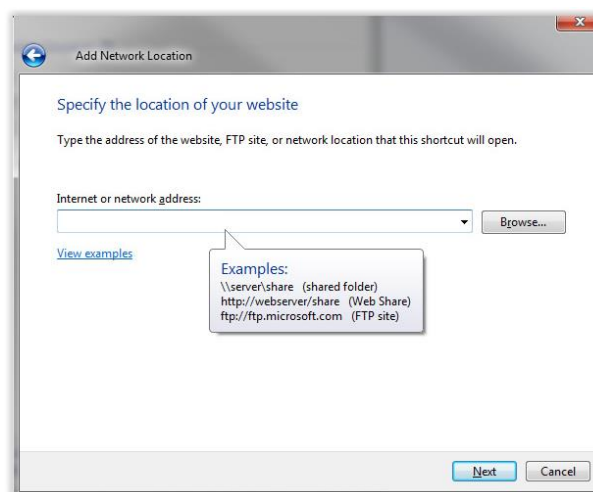 Add Network Location
Specify the location of your website
Type the address of the website, FTP site, or network location that this shortcut will open.
Internet or network address:
Browse...
View examples
Examples:
\\server\share (shared folder)
http://webserver/share (Web Share)
ftp://ftp.microsoft.com (FTP site)
Next Cancel